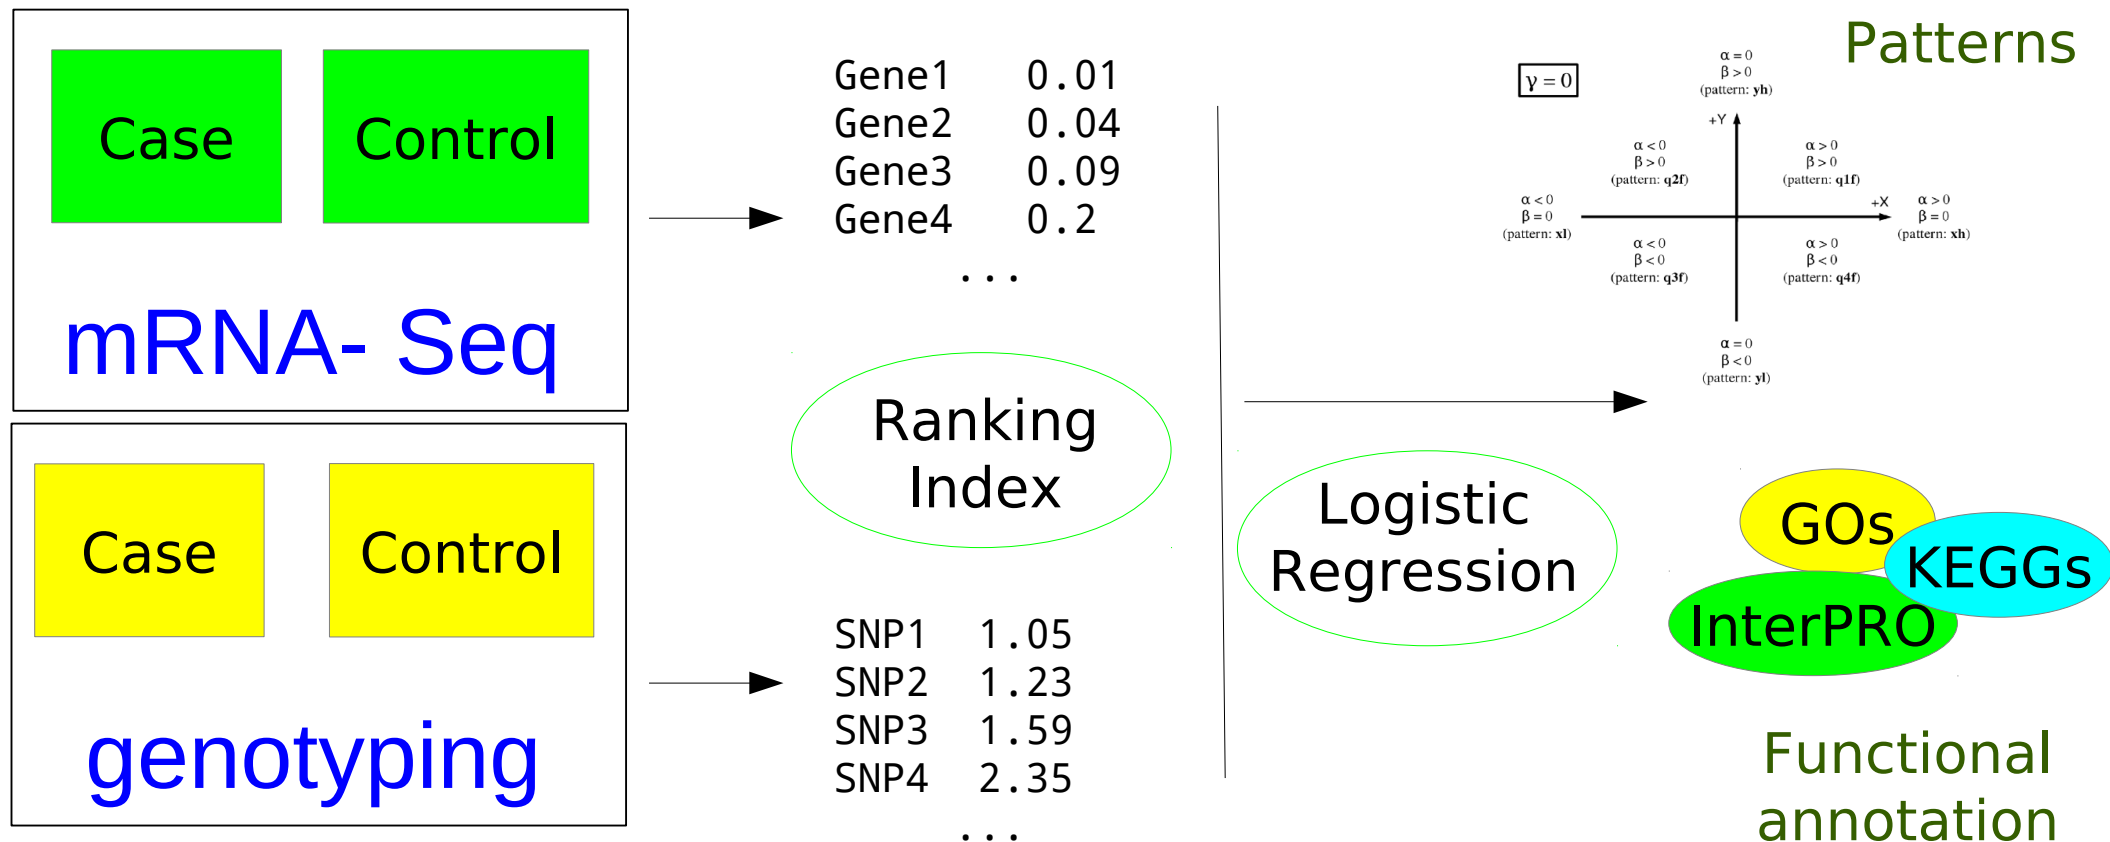 Case
Control
mRNA- Seq
Case
Control
genotyping
Gene1 0.01
Gene2 0.04
Gene3 0.09
Gene4 0.2
...
Ranking
Index
SNP1 1.05
SNP2 1.23
SNP3 1.59
SNP4 2.35
...
Logistic
Regression
Patterns
γ = 0
α = 0
β > 0
(pattern: yh)
+Y
α < 0
β > 0
(pattern: q2f)
α > 0
β > 0
(pattern: q1f)
α < 0
β = 0
(pattern: xl)
+X
α > 0
β = 0
(pattern: xh)
α < 0
β < 0
(pattern: q3f)
α > 0
β < 0
(pattern: q4f)
α = 0
β < 0
(pattern: yl)
GOs
KEGGs
InterPRO
Functional
annotation